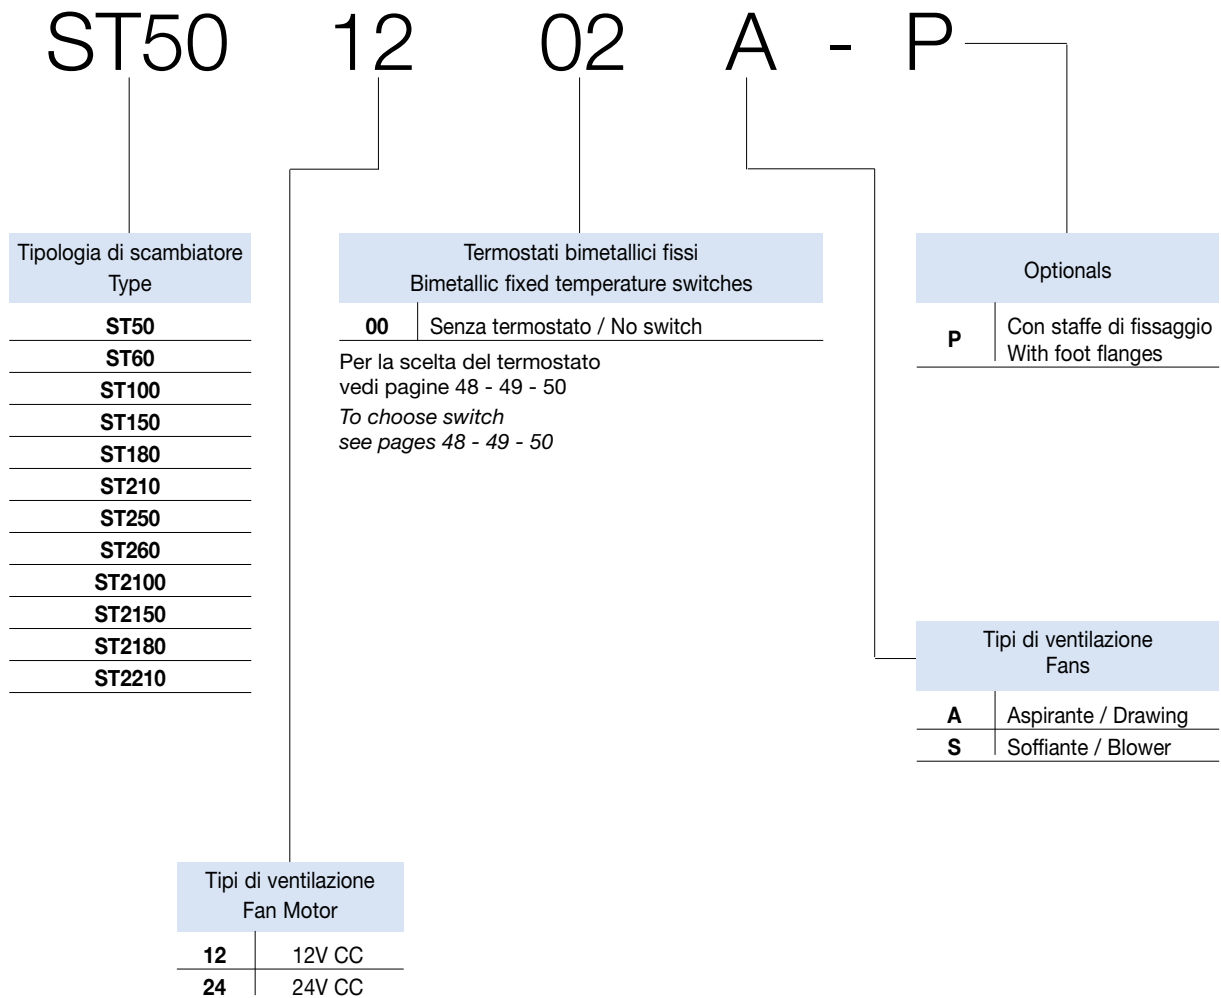 ST50 12 02 A - P
Tipologia di scambiatore
Type
ST50
ST60
ST100
ST150
ST180
ST210
ST250
ST260
ST2100
ST2150
ST2180
ST2210
Termostati bimetallici fissi
Bimetallic fixed temperature switches
00 Senza termostato / No switch
Per la scelta del termostato
vedi pagine 48 - 49 - 50
To choose switch
see pages 48 - 49 - 50
Optionals
P Con staffe di fissaggio
With foot flanges
Tipi di ventilazione
Fans
A Aspirante / Drawing
S Soffiante / Blower
Tipi di ventilazione
Fan Motor
12 12V CC
24 24V CC